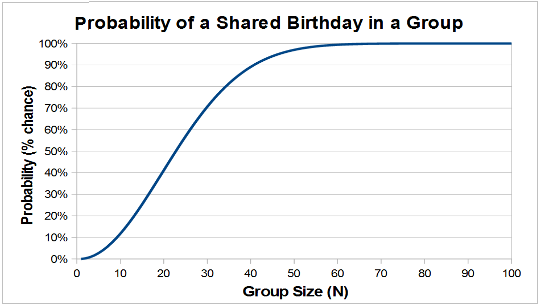 Probability of a Shared Birthday in a Group
100%
90%
80%
70%
60%
50%
40%
30%
20%
10%
0%
Probability (% chance)
0 10 20 30 40 50 60 70 80 90 100
Group Size (N)